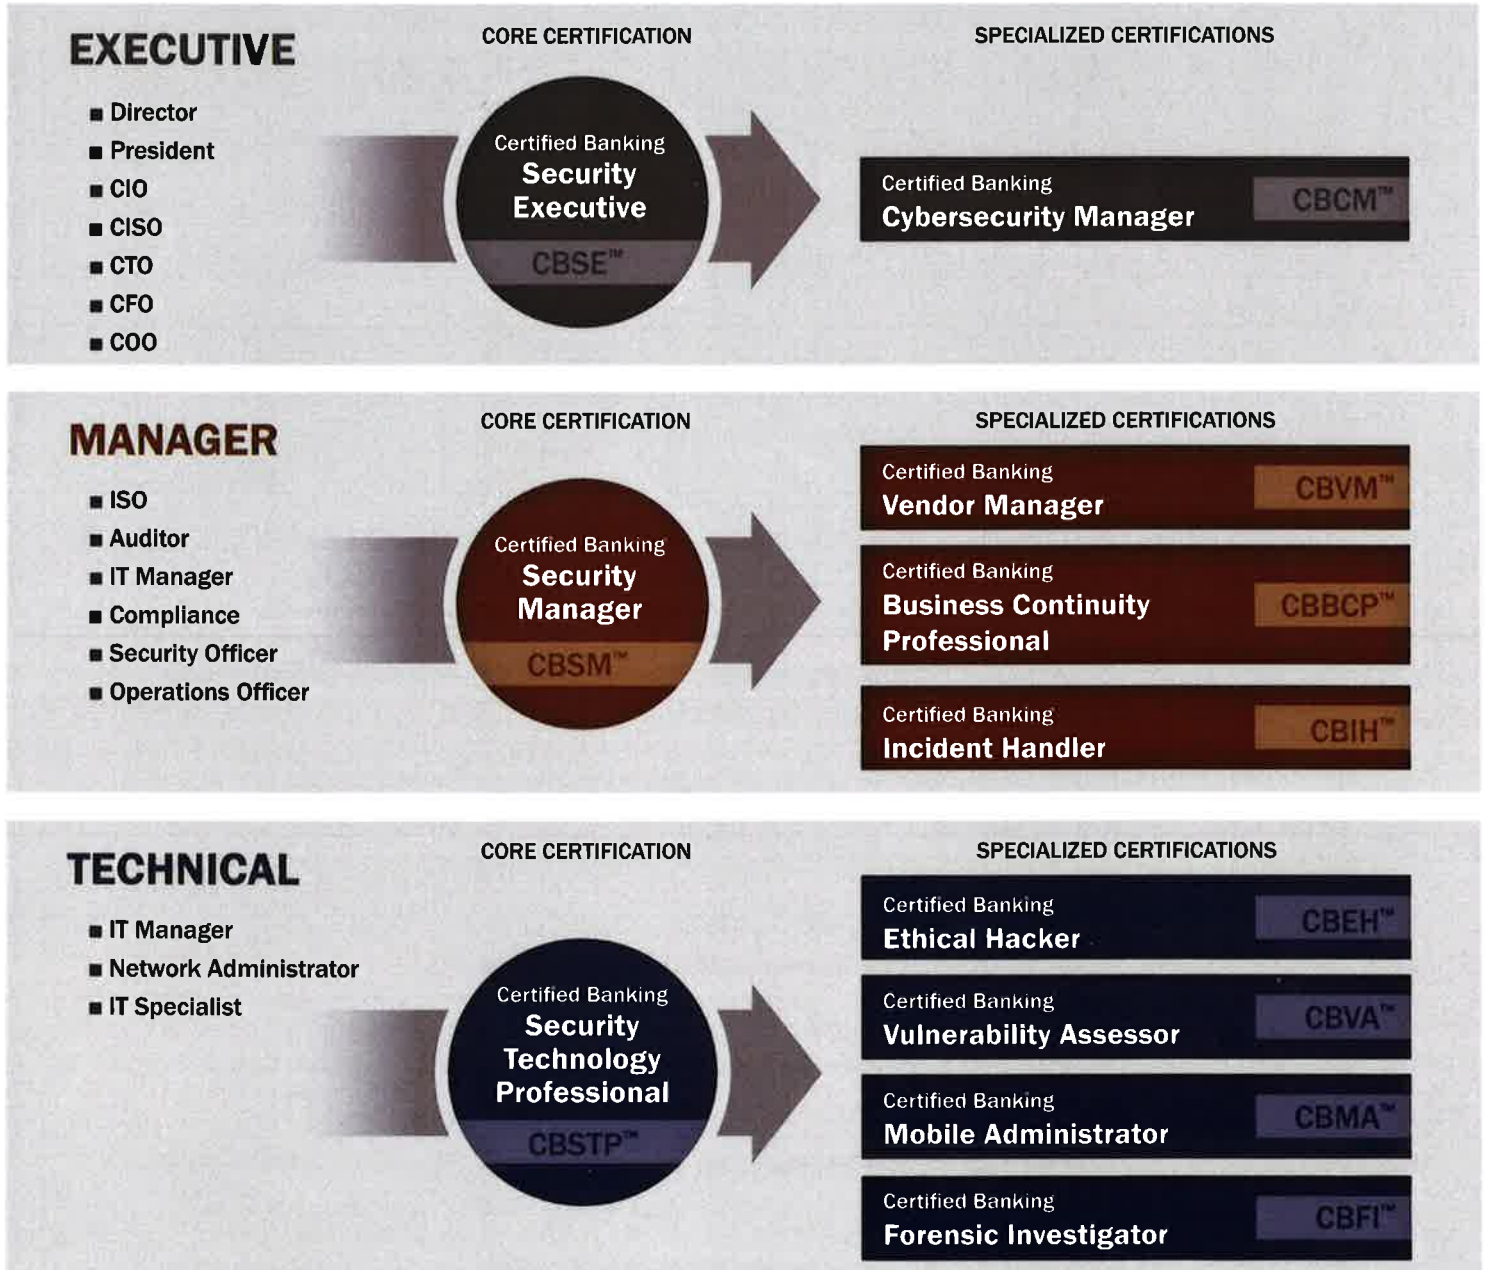 EXECUTIVE
■ Director
■ President
■ CIO
■ CISO
■ CTO
■ CFO
■ COO
CORE CERTIFICATION
Certified Banking
Security
Executive
CBSE™
SPECIALIZED CERTIFICATIONS
Certified Banking
Cybersecurity Manager
CBCM™
MANAGER
■ ISO
■ Auditor
■ IT Manager
■ Compliance
■ Security Officer
■ Operations Officer
CORE CERTIFICATION
Certified Banking
Security
Manager
CBSM™
SPECIALIZED CERTIFICATIONS
Certified Banking
Vendor Manager
CBVM™
Certified Banking
Business Continuity
Professional
CBBCP™
Certified Banking
Incident Handler
CBIH™
TECHNICAL
■ IT Manager
■ Network Administrator
■ IT Specialist
CORE CERTIFICATION
Certified Banking
Security
Technology
Professional
CBSTP™
SPECIALIZED CERTIFICATIONS
Certified Banking
Ethical Hacker
CBEH™
Certified Banking
Vulnerability Assessor
CBVA™
Certified Banking
Mobile Administrator
CBMA™
Certified Banking
Forensic Investigator
CBFI™